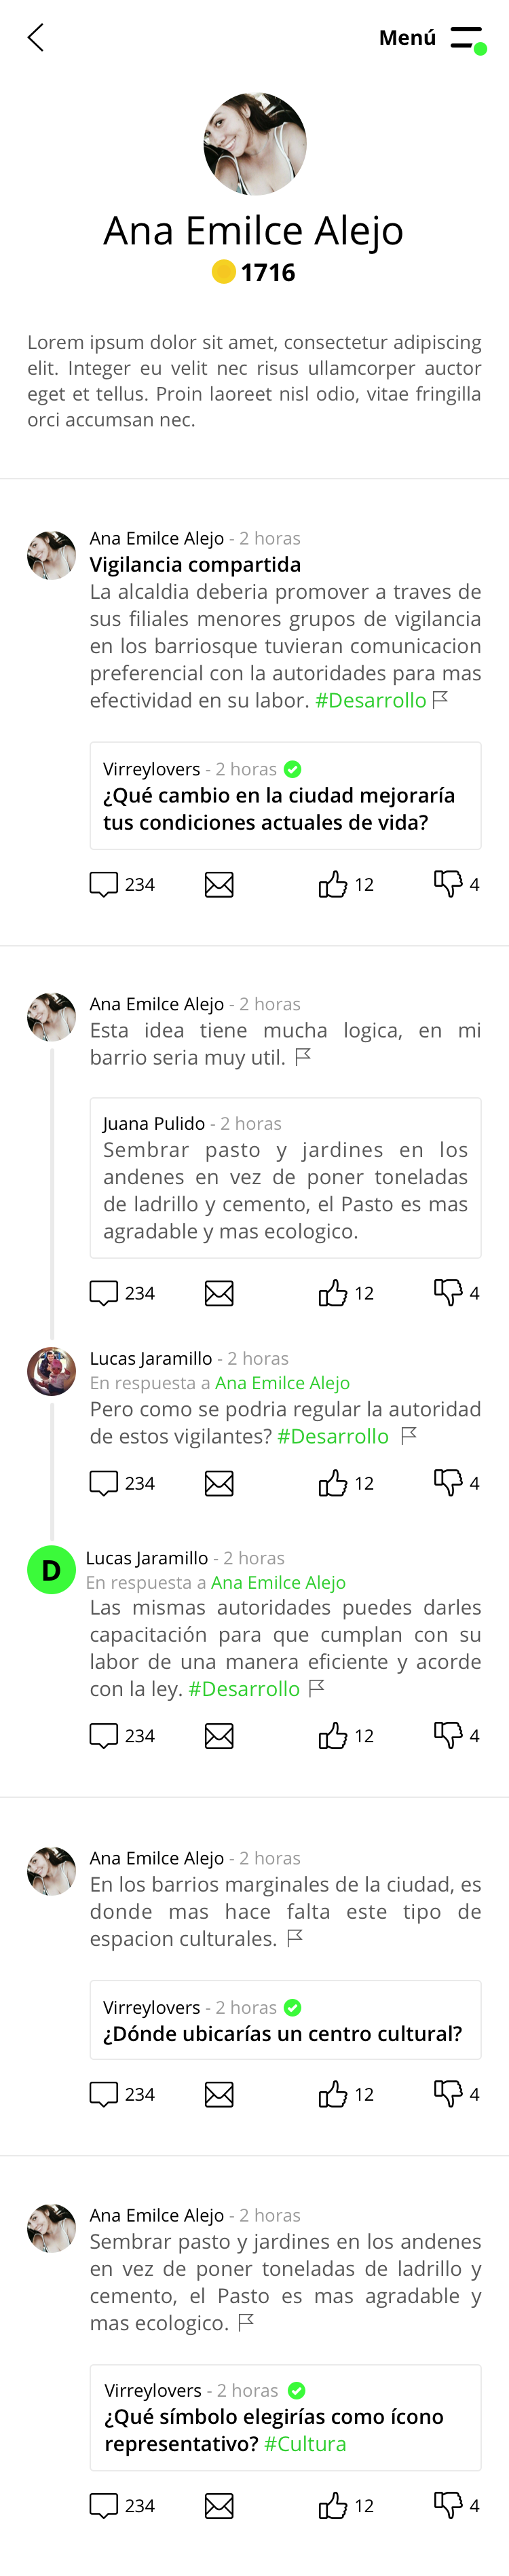 Menú
Ana Emilce Alejo
1716
Lorem ipsum dolor sit amet, consectetur adipiscing
elit. Integer eu velit nec risus ullamcorper auctor
eget et tellus. Proin laoreet nisl odio, vitae fringilla
orci accumsan nec.
Ana Emilce Alejo - 2 horas
Vigilancia compartida
La alcaldia deberia promover a traves de
sus filiales menores grupos de vigilancia
en los barriosque tuvieran comunicacion
preferencial con la autoridades para mas
efectividad en su labor. #Desarrollo
Virreylovers - 2 horas
¿Qué cambio en la ciudad mejoraría
tus condiciones actuales de vida?
234 12 4
Ana Emilce Alejo - 2 horas
Esta idea tiene mucha logica, en mi
barrio seria muy util.
Juana Pulido - 2 horas
Sembrar pasto y jardines en los
andenes en vez de poner toneladas
de ladrillo y cemento, el Pasto es mas
agradable y mas ecologico.
234 12 4
Lucas Jaramillo - 2 horas
En respuesta a Ana Emilce Alejo
Pero como se podria regular la autoridad
de estos vigilantes? #Desarrollo
234 12 4
D
Lucas Jaramillo - 2 horas
En respuesta a Ana Emilce Alejo
Las mismas autoridades puedes darles
capacitación para que cumplan con su
labor de una manera eficiente y acorde
con la ley. #Desarrollo
234 12 4
Ana Emilce Alejo - 2 horas
En los barrios marginales de la ciudad, es
donde mas hace falta este tipo de
espacion culturales.
Virreylovers - 2 horas
¿Dónde ubicarías un centro cultural?
234 12 4
Ana Emilce Alejo - 2 horas
Sembrar pasto y jardines en los andenes
en vez de poner toneladas de ladrillo y
cemento, el Pasto es mas agradable y
mas ecologico.
Virreylovers - 2 horas
¿Qué símbolo elegirías como ícono
representativo? #Cultura
234 12 4